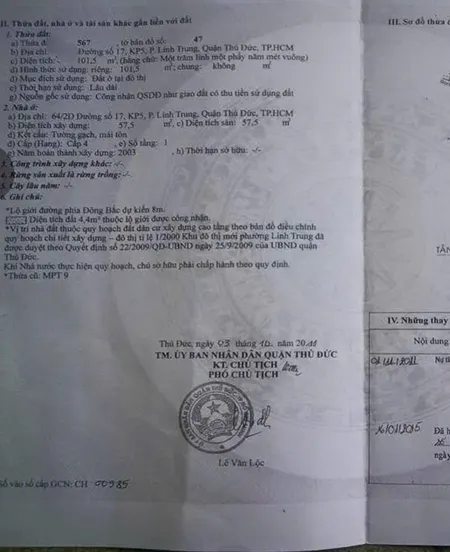 II. Thửa đất, nhà ở và tài sản khác gắn liền với đất
III. Sơ đồ thửa đ
1. Thửa đất:
a) Thửa đ 567 , tờ bản đồ số: 47
b) Địa chỉ Đường số 17, KP5, P. Linh Trung, Quận Thủ Đức, TP.HCM
c) Diện tích: 101,5 m², (bằng chữ: Một trăm linh một phẩy năm mét vuông)
d) Hình thức sử dụng: riêng: 101,5 m²; chung: không m²
đ) Mục đích sử dụng: Đất ở tại đô thị
e) Thời hạn sử dụng: Lâu dài
g) Nguồn gốc sử dụng: Công nhận QSDĐ như giao đất có thu tiền sử dụng đất
2. Nhà ở:
a) Địa chỉ: 64/2D Đường số 17, KP5, P. Linh Trung, Quận Thủ Đức, TP.HCM
b) Diện tích xây dựng: 57,5 m², c) Diện tích sàn: 57,5 m²
d) Kết cấu: Tường gạch, mái tôn
đ) Cấp (Hạng): Cấp 4 , e) Số tầng: 1
g) Năm hoàn thành xây dựng: 2003 , h) Thời hạn sở hữu: -/-
3. Công trình xây dựng khác: -/-
4. Rừng sản xuất là rừng trồng: -/-
5. Cây lâu năm: -/-
6. Ghi chú:
*Lộ giới đường phía Đông Bắc dự kiến 8m.
Diện tích đất 4,4m² thuộc lộ giới được công nhận.
*Vị trí nhà đất thuộc quy hoạch đất dân cư xây dựng cao tầng theo bản đồ điều chỉnh
quy hoạch chi tiết xây dựng – đô thị tỉ lệ 1/2000 Khu đô thị mới phường Linh Trung đã
được duyệt theo Quyết định số 22/2009/QĐ-UBND ngày 25/9/2009 của UBND quận
Thủ Đức.
Khi Nhà nước thực hiện quy hoạch, chủ sở hữu phải chấp hành theo quy định.
*Thửa cũ: MPT 9
TÂN
IV. Những thay
Nội dung
Thủ Đức, ngày 05 tháng 10. năm 2011
TM. ỦY BAN NHÂN DÂN QUẬN THỦ ĐỨC
KT. CHỦ TỊCH
PHÓ CHỦ TỊCH
Lê Văn Lộc
Đã h
ngày
Số vào sổ cấp GCN: CH 00985